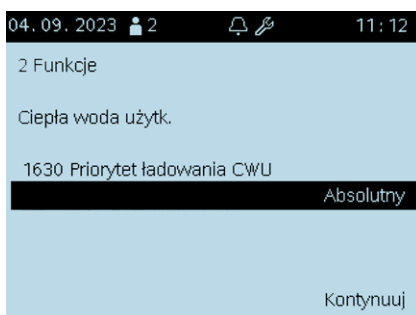 04. 09. 2023 2 11:12
2 Funkcje
Ciepła woda użytk.
1630 Priorytet ładowania CWU
Absolutny
Kontynuuj